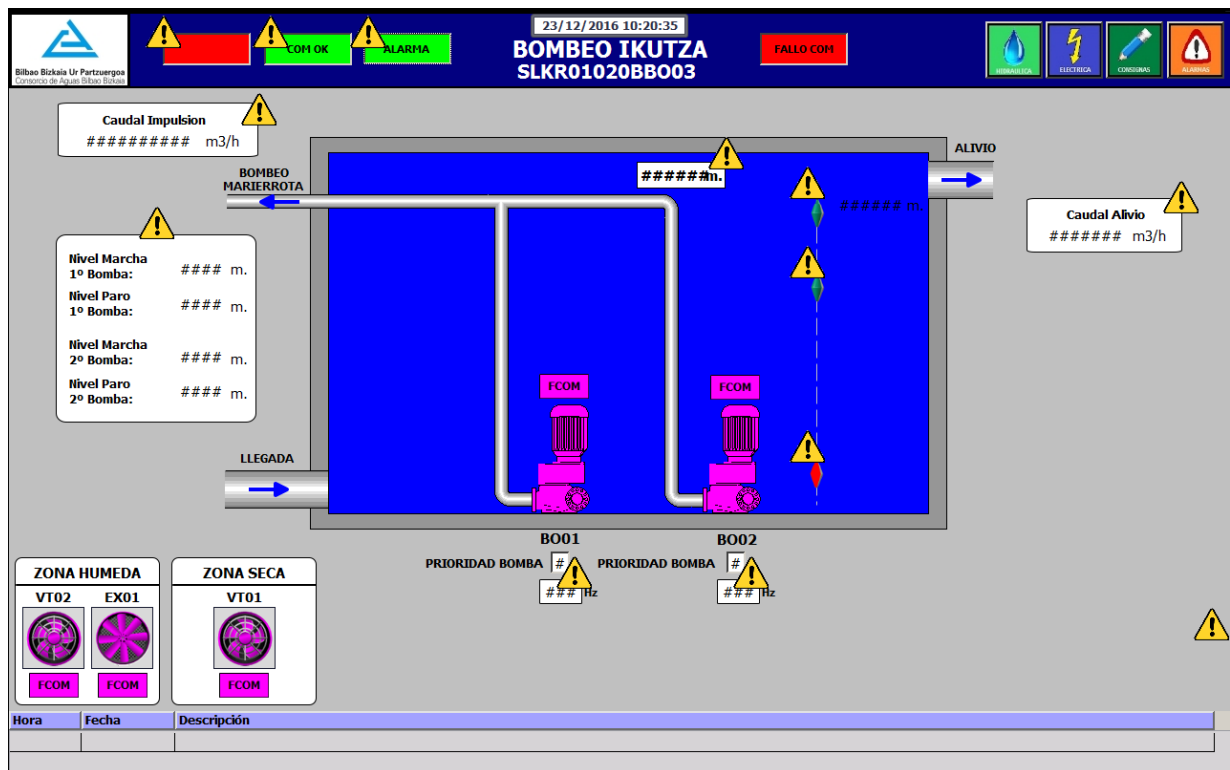 23/12/2016 10:20:35
BOMBEO IKUTZA
SLKR01020BBO03
Bilbao Bizkaia Ur Partzuergoa
Consorcio de Aguas Bilbao Bizkaia
COM OK
ALARMA
FALLO COM
HIDRAULICA
ELECTRICA
CONSIGNAS
ALARMAS
Caudal Impulsion
########## m3/h
BOMBEO
MARIERROTA
######m.
ALIVIO
###### m.
Caudal Alivio
####### m3/h
Nivel Marcha
1º Bomba: #### m.
Nivel Paro
1º Bomba: #### m.
Nivel Marcha
2º Bomba: #### m.
Nivel Paro
2º Bomba: #### m.
FCOM
FCOM
LLEGADA
BO01
BO02
PRIORIDAD BOMBA #
PRIORIDAD BOMBA #
### Hz
### Hz
ZONA HUMEDA
VT02 EX01
FCOM FCOM
ZONA SECA
VT01
FCOM
Hora Fecha Descripción